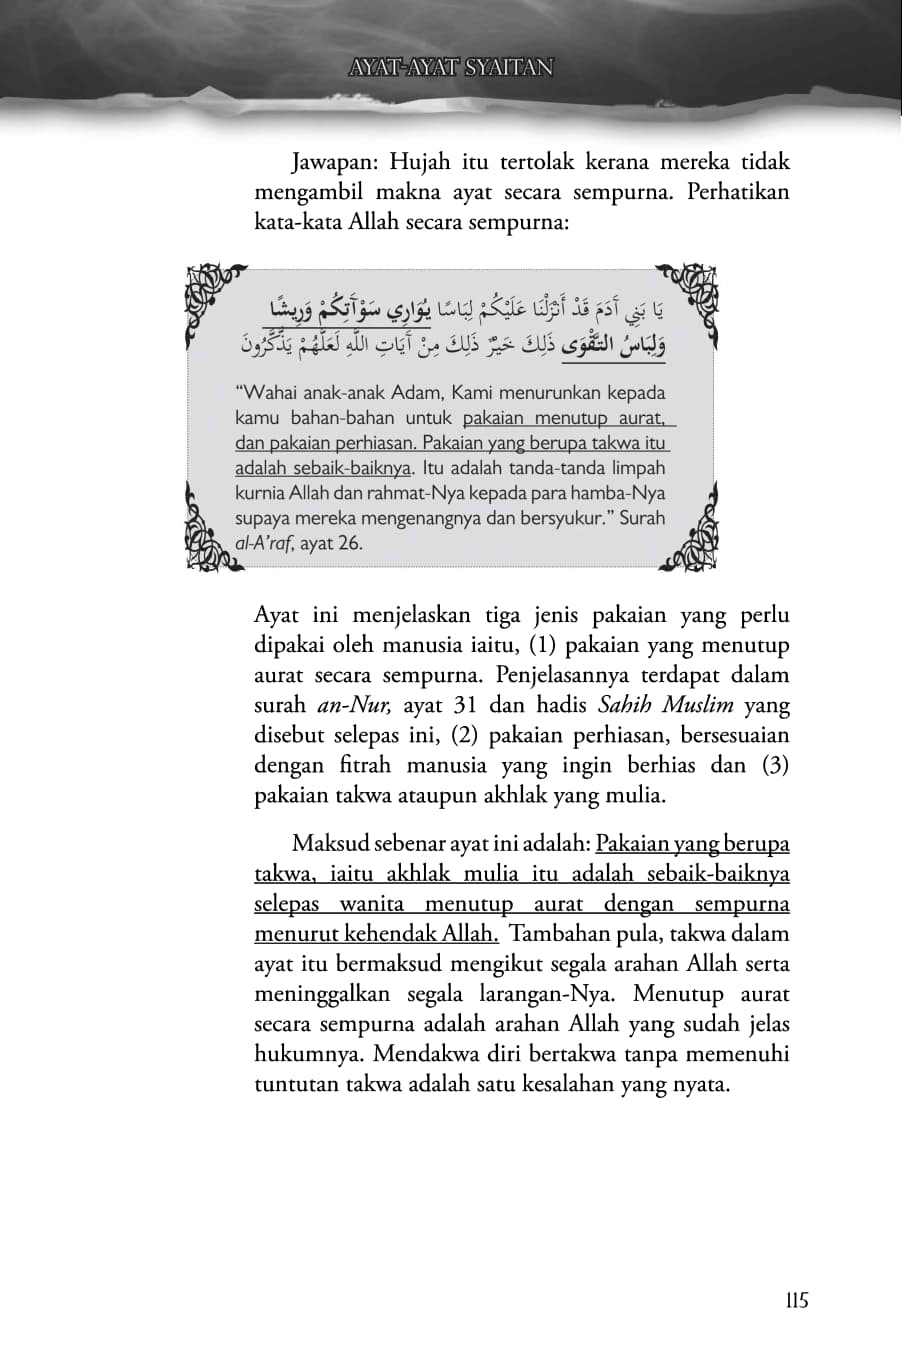 AYAT-AYAT SYAITAN
Jawapan: Hujah itu tertolak kerana mereka tidak
mengambil makna ayat secara sempurna. Perhatikan
kata-kata Allah secara sempurna:
يَا بَنِي آدَمَ قَدْ أَنْزَلْنَا عَلَيْكُمْ لِبَاسًا يُوَارِي سَوْآتِكُمْ وَرِيشًا
وَلِبَاسُ التَّقْوَى ذَلِكَ خَيْرٌ ذَلِكَ مِنْ آَيَاتِ اللَّهِ لَعَلَّهُمْ يَذَّكَّرُونَ
“Wahai anak-anak Adam, Kami menurunkan kepada
kamu bahan-bahan untuk pakaian menutup aurat,
dan pakaian perhiasan. Pakaian yang berupa takwa itu
adalah sebaik-baiknya. Itu adalah tanda-tanda limpah
kurnia Allah dan rahmat-Nya kepada para hamba-Nya
supaya mereka mengenangnya dan bersyukur.” Surah
al-A’raf, ayat 26.
Ayat ini menjelaskan tiga jenis pakaian yang perlu
dipakai oleh manusia iaitu, (1) pakaian yang menutup
aurat secara sempurna. Penjelasannya terdapat dalam
surah an-Nur, ayat 31 dan hadis Sahih Muslim yang
disebut selepas ini, (2) pakaian perhiasan, bersesuaian
dengan fitrah manusia yang ingin berhias dan (3)
pakaian takwa ataupun akhlak yang mulia.
Maksud sebenar ayat ini adalah: Pakaian yang berupa
takwa, iaitu akhlak mulia itu adalah sebaik-baiknya
selepas wanita menutup aurat dengan sempurna
menurut kehendak Allah. Tambahan pula, takwa dalam
ayat itu bermaksud mengikut segala arahan Allah serta
meninggalkan segala larangan-Nya. Menutup aurat
secara sempurna adalah arahan Allah yang sudah jelas
hukumnya. Mendakwa diri bertakwa tanpa memenuhi
tuntutan takwa adalah satu kesalahan yang nyata.
115